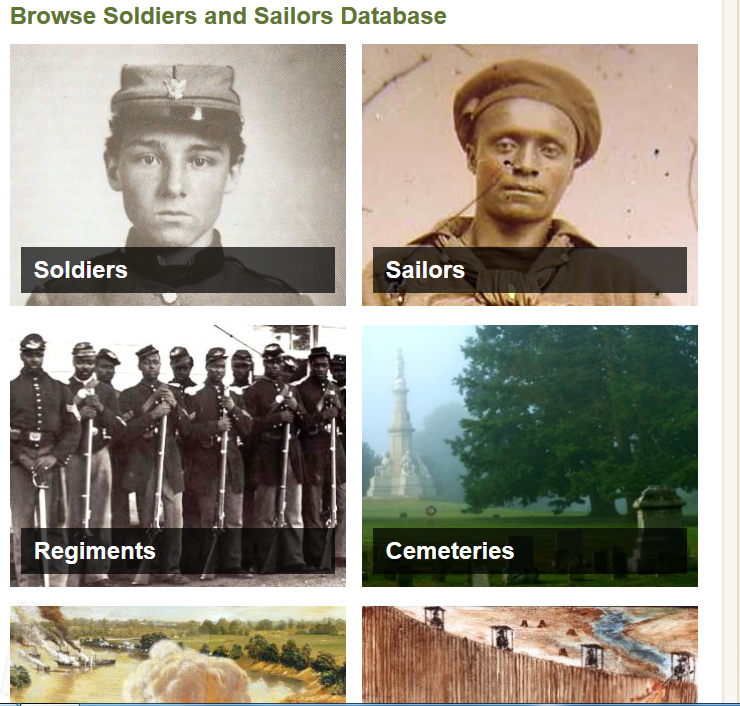 Browse Soldiers and Sailors Database
Soldiers
Sailors
Regiments
Cemeteries